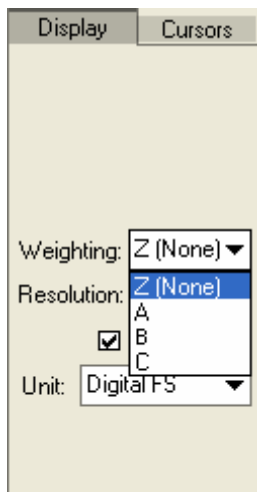 Display Cursors
Weighting: Z (None)
Resolution: Z (None)
A
B
C
Unit: Digital FS